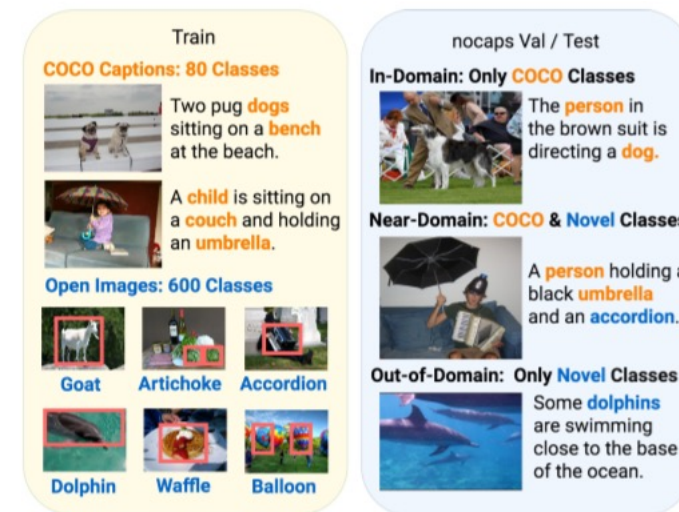 Train
COCO Captions: 80 Classes
Two pug dogs
sitting on a bench
at the beach.
A child is sitting on
a couch and holding
an umbrella.
Open Images: 600 Classes
Goat
Artichoke
Accordion
Dolphin
Waffle
Balloon
nocaps Val / Test
In-Domain: Only COCO Classes
The person in
the brown suit is
directing a dog.
Near-Domain: COCO & Novel Classes
A person holding a
black umbrella
and an accordion.
Out-of-Domain: Only Novel Classes
Some dolphins
are swimming
close to the base
of the ocean.